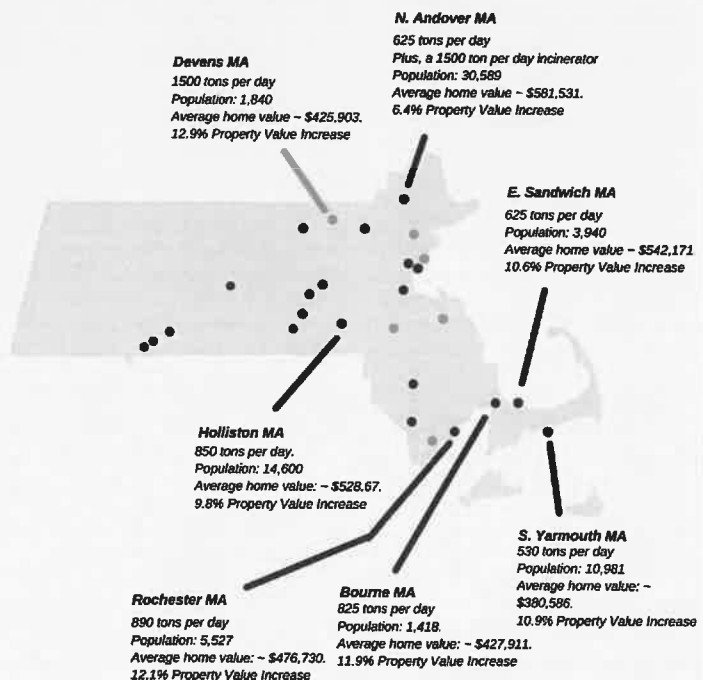 N. Andover MA
625 tons per day
Plus, a 1500 ton per day incinerator
Population: 30,589
Average home value ~ $581,531.
6.4% Property Value Increase
Devens MA
1500 tons per day
Population: 1,840
Average home value ~ $425,903.
12.9% Property Value Increase
E. Sandwich MA
625 tons per day
Population: 3,940
Average home value ~ $542,171
10.6% Property Value Increase
Holliston MA
850 tons per day.
Population: 14,600
Average home value: ~ $528.67.
9.8% Property Value Increase
S. Yarmouth MA
530 tons per day
Population: 10,981
Average home value: ~
$380,586.
10.9% Property Value Increase
Rochester MA
890 tons per day
Population: 5,527
Average home value: ~ $476,730.
12.1% Property Value Increase
Bourne MA
825 tons per day
Population: 1,418.
Average home value: ~ $427,911.
11.9% Property Value Increase